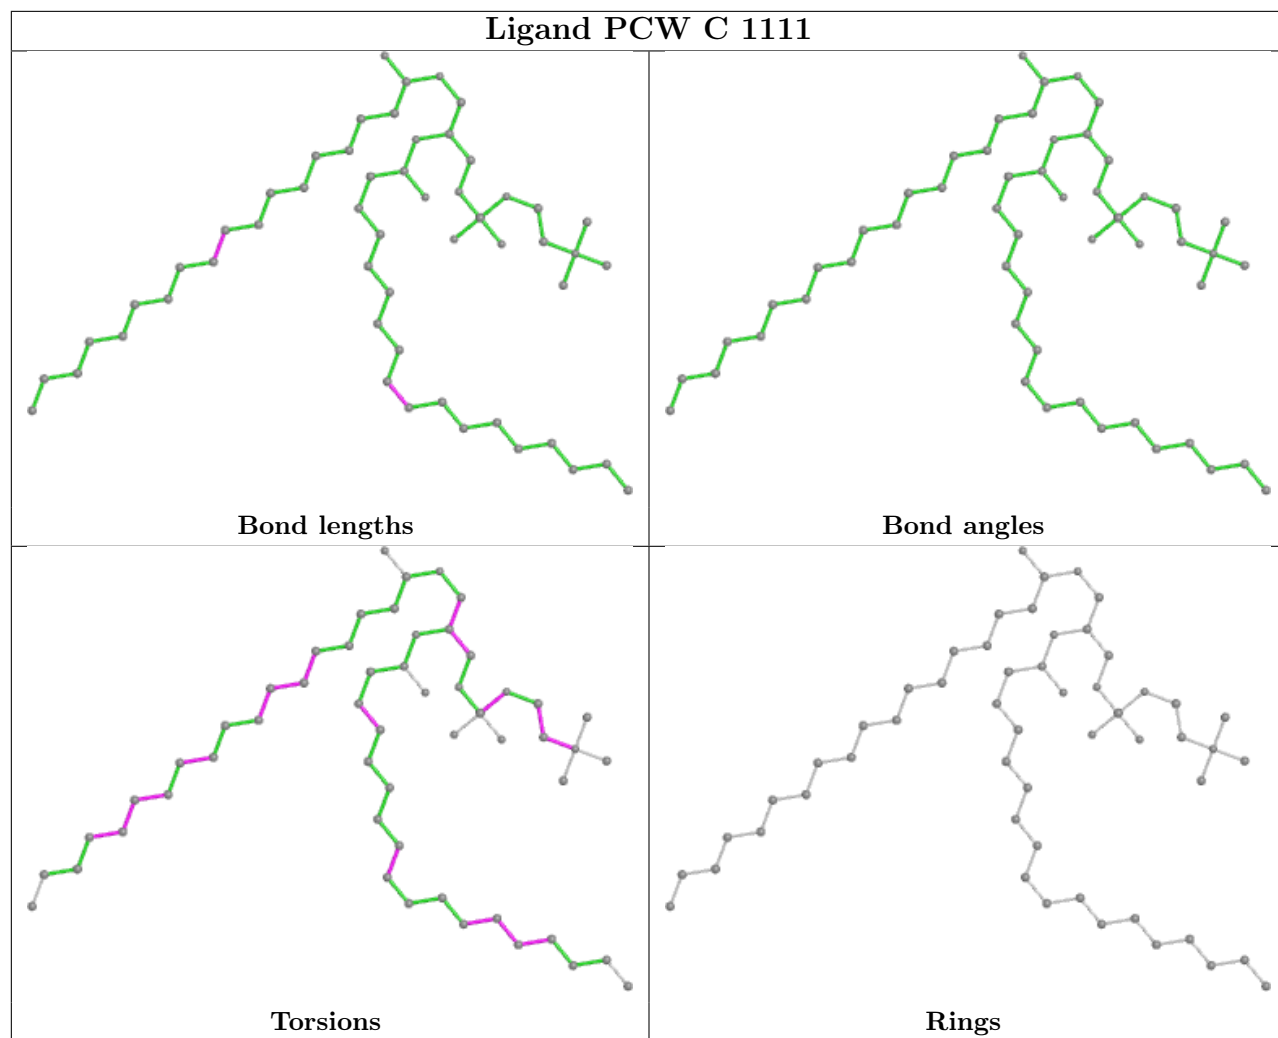 Ligand PCW C 1111
Bond lengths
Bond angles
Torsions
Rings